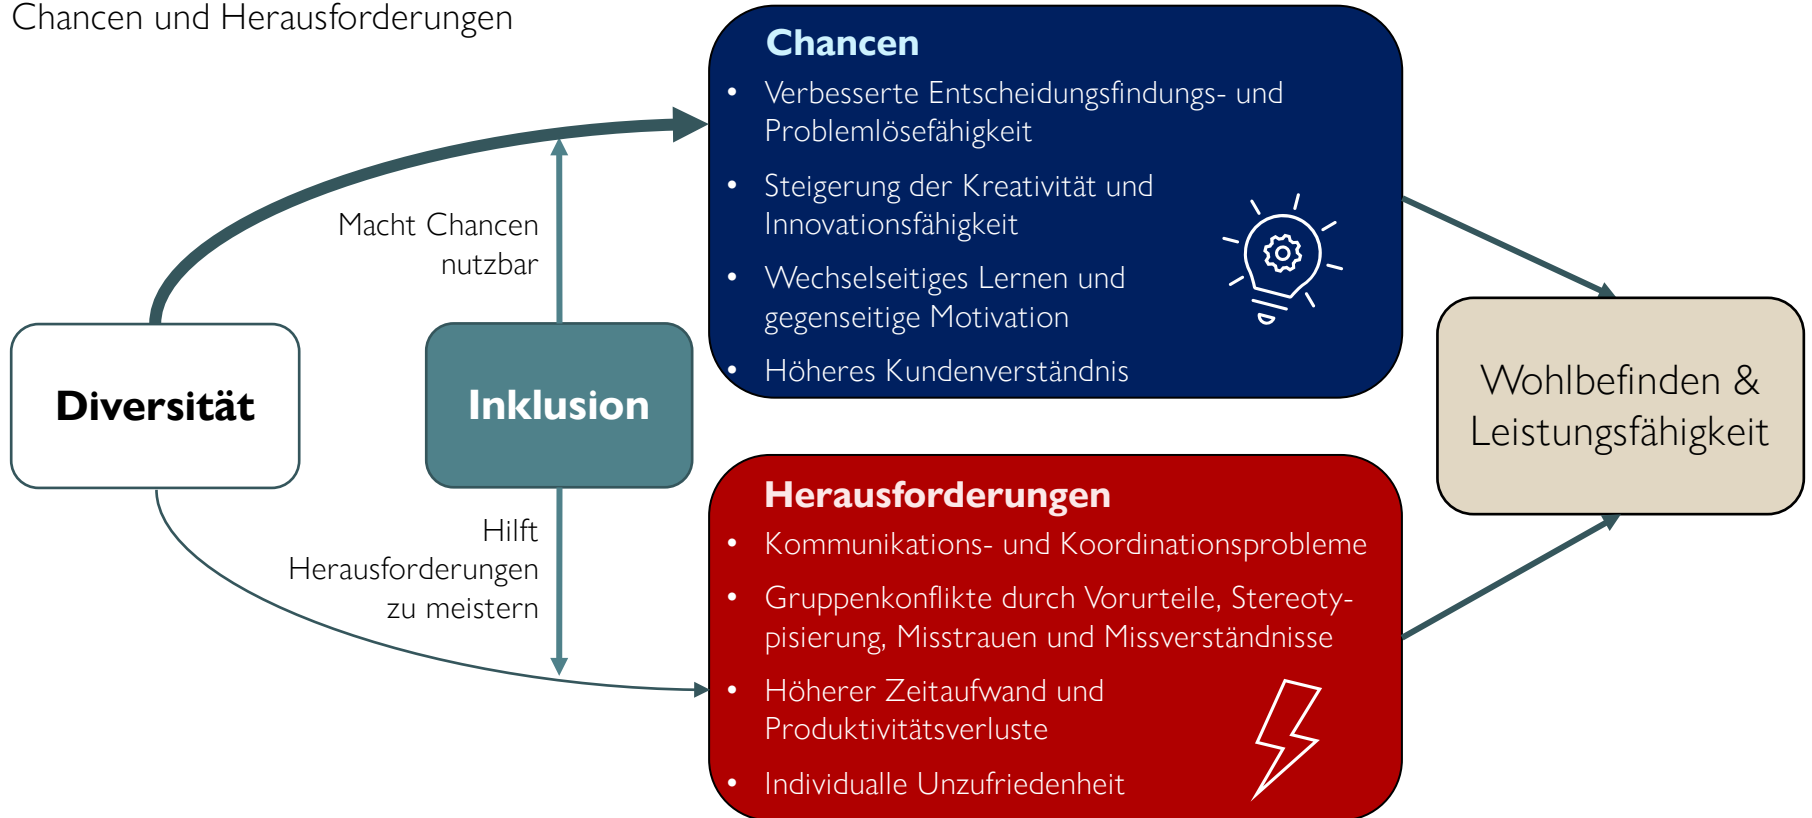 Chancen und Herausforderungen
Chancen
• Verbesserte Entscheidungsfindungs- und
Problemlösefähigkeit
• Steigerung der Kreativität und
Innovationsfähigkeit
• Wechselseitiges Lernen und
gegenseitige Motivation
• Höheres Kundenverständnis
Macht Chancen
nutzbar
Diversität
Inklusion
Wohlbefinden &
Leistungsfähigkeit
Hilft
Herausforderungen
zu meistern
Herausforderungen
• Kommunikations- und Koordinationsprobleme
• Gruppenkonflikte durch Vorurteile, Stereoty-
pisierung, Misstrauen und Missverständnisse
• Höherer Zeitaufwand und
Produktivitätsverluste
• Individualle Unzufriedenheit